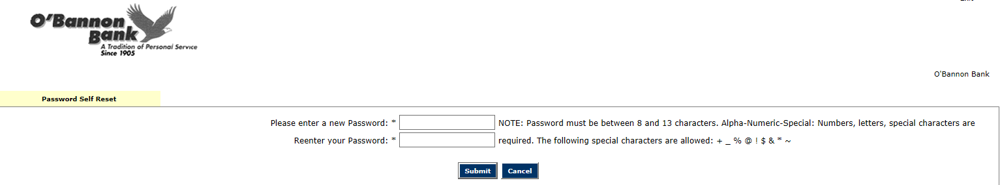 O'Bannon
Bank
A Tradition of Personal Service
Since 1905
O'Bannon Bank
Password Self Reset
Please enter a new Password: * NOTE: Password must be between 8 and 13 characters. Alpha-Numeric-Special: Numbers, letters, special characters are
Reenter your Password: * required. The following special characters are allowed: + _ % @ ! $ & * ~
Submit Cancel